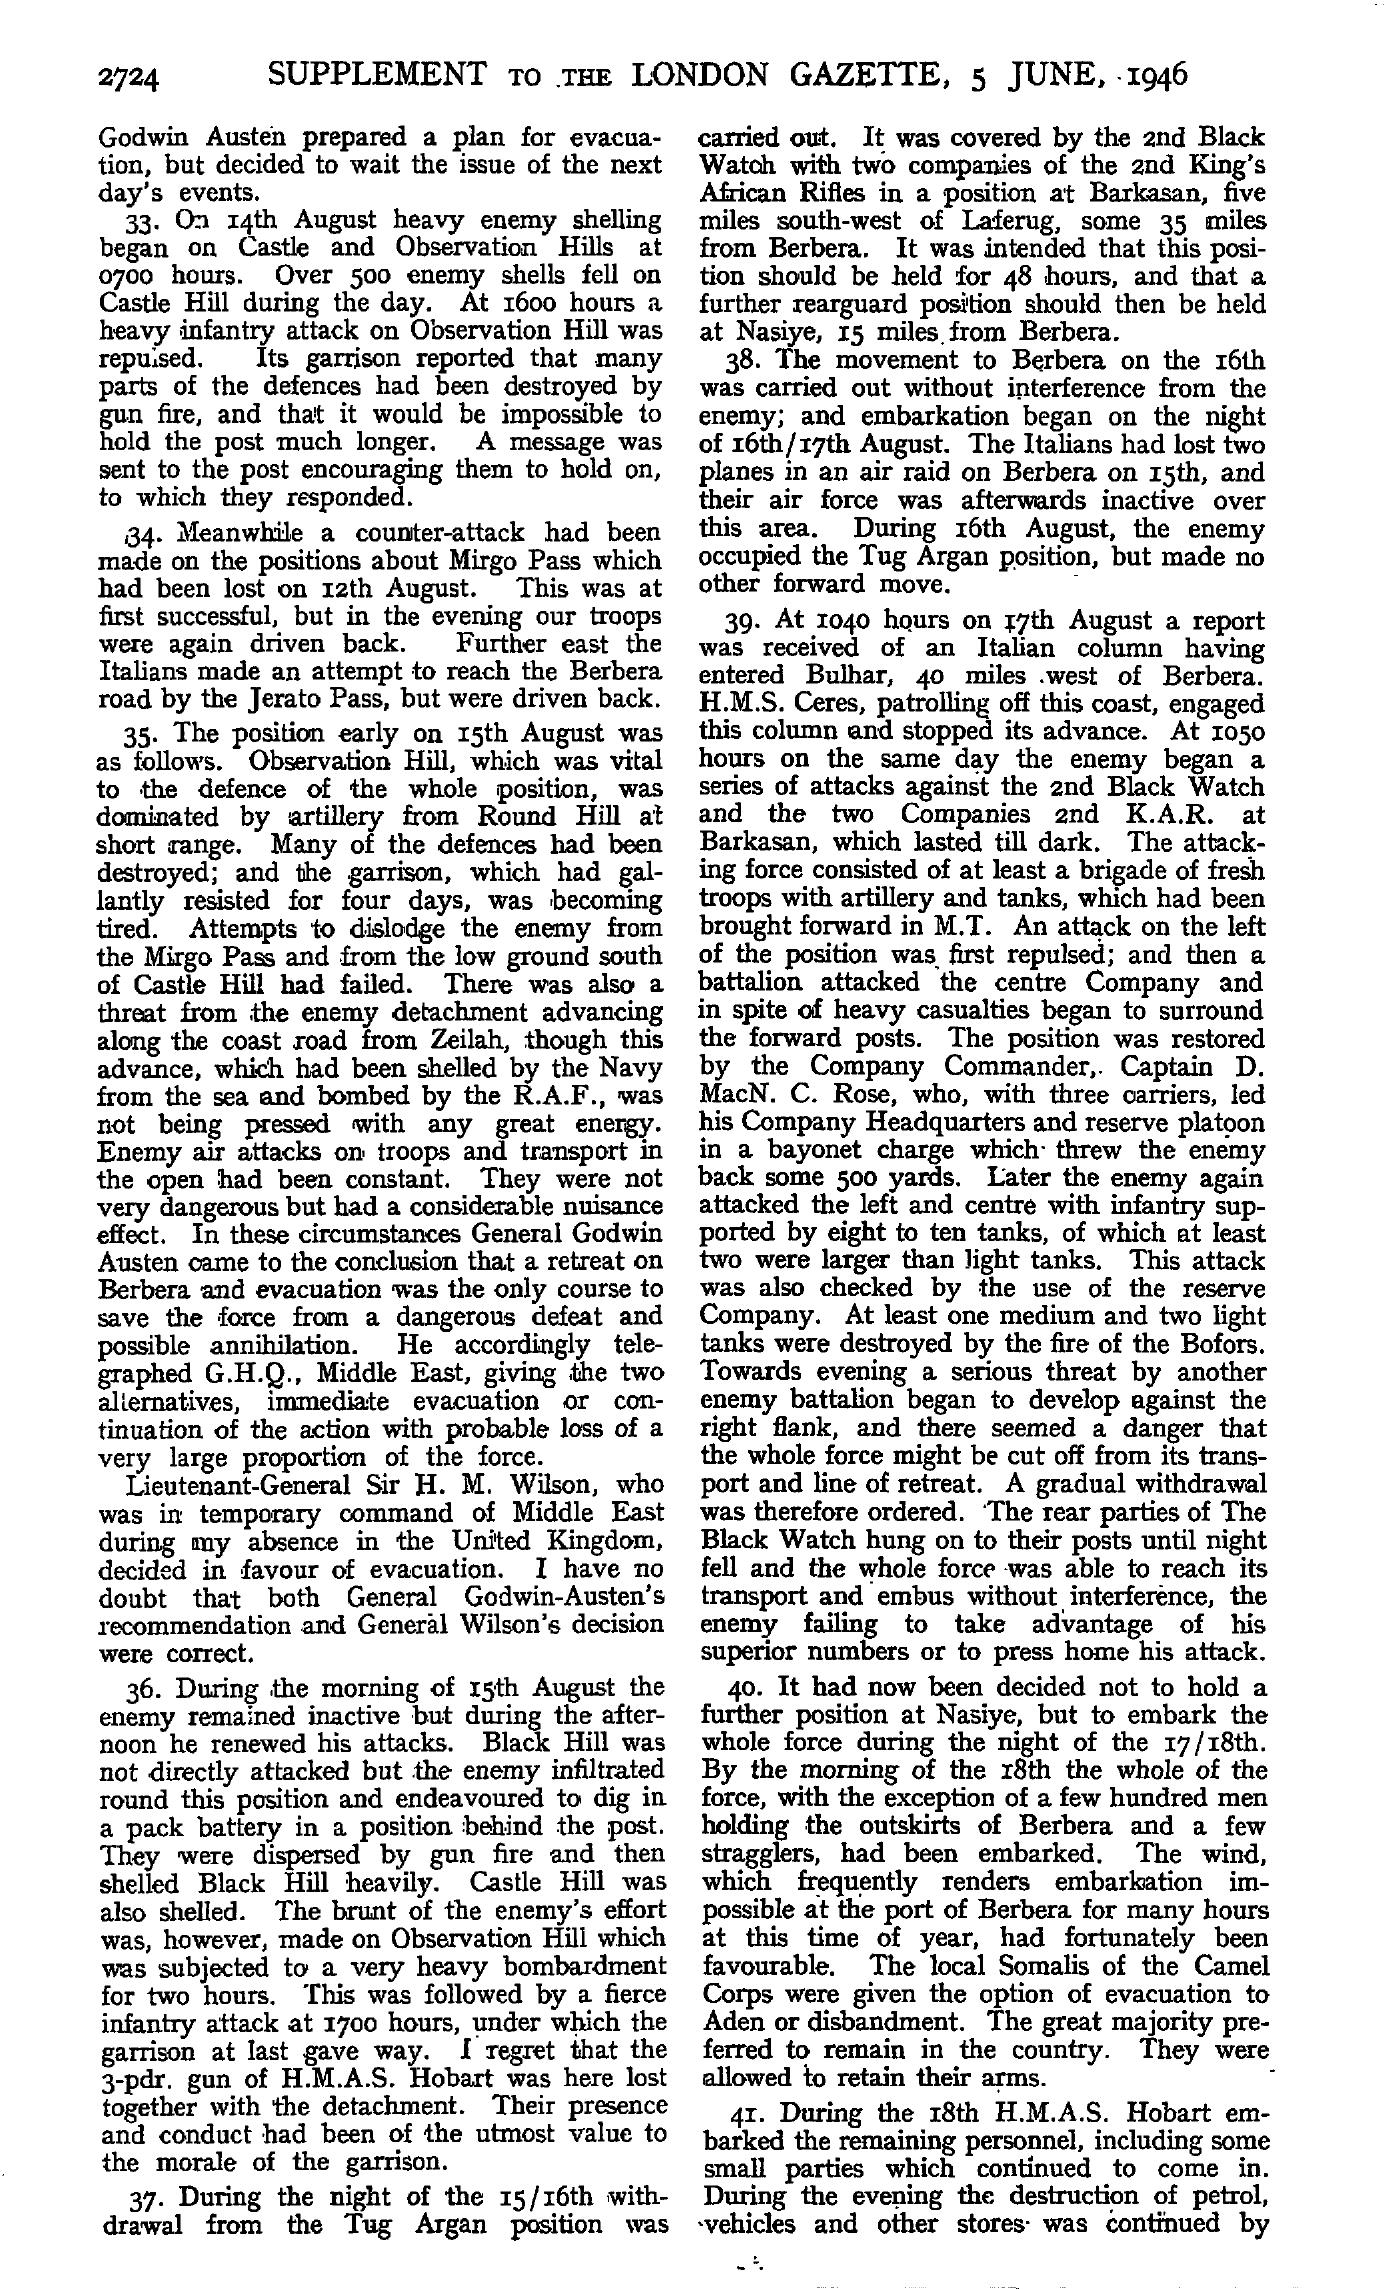 2724 SUPPLEMENT TO THE LONDON GAZETTE, 5 JUNE, 1946
Godwin Austen prepared a plan for evacua-
tion, but decided to wait the issue of the next
day's events.
33. On 14th August heavy enemy shelling
began on Castle and Observation Hills at
0700 hours. Over 500 enemy shells fell on
Castle Hill during the day. At 1600 hours a
heavy infantry attack on Observation Hill was
repulsed. Its garrison reported that many
parts of the defences had been destroyed by
gun fire, and that it would be impossible to
hold the post much longer. A message was
sent to the post encouraging them to hold on,
to which they responded.
34. Meanwhile a counter-attack had been
made on the positions about Mirgo Pass which
had been lost on 12th August. This was at
first successful, but in the evening our troops
were again driven back. Further east the
Italians made an attempt to reach the Berbera
road by the Jerato Pass, but were driven back.
35. The position early on 15th August was
as follows. Observation Hill, which was vital
to the defence of the whole position, was
dominated by artillery from Round Hill at
short range. Many of the defences had been
destroyed; and the garrison, which had gal-
lantly resisted for four days, was becoming
tired. Attempts to dislodge the enemy from
the Mirgo Pass and from the low ground south
of Castle Hill had failed. There was also a
threat from the enemy detachment advancing
along the coast road from Zeilah, though this
advance, which had been shelled by the Navy
from the sea and bombed by the R.A.F., was
not being pressed with any great energy.
Enemy air attacks on troops and transport in
the open had been constant. They were not
very dangerous but had a considerable nuisance
effect. In these circumstances General Godwin
Austen came to the conclusion that a retreat on
Berbera and evacuation was the only course to
save the force from a dangerous defeat and
possible annihilation. He accordingly tele-
graphed G.H.Q., Middle East, giving the two
alternatives, immediate evacuation or con-
tinuation of the action with probable loss of a
very large proportion of the force.
Lieutenant-General Sir H. M. Wilson, who
was in temporary command of Middle East
during my absence in the United Kingdom,
decided in favour of evacuation. I have no
doubt that both General Godwin-Austen's
recommendation and General Wilson's decision
were correct.
36. During the morning of 15th August the
enemy remained inactive but during the after-
noon he renewed his attacks. Black Hill was
not directly attacked but the enemy infiltrated
round this position and endeavoured to dig in
a pack battery in a position behind the post.
They were dispersed by gun fire and then
shelled Black Hill heavily. Castle Hill was
also shelled. The brunt of the enemy's effort
was, however, made on Observation Hill which
was subjected to a very heavy bombardment
for two hours. This was followed by a fierce
infantry attack at 1700 hours, under which the
garrison at last gave way. I regret that the
3-pdr. gun of H.M.A.S. Hobart was here lost
together with the detachment. Their presence
and conduct had been of the utmost value to
the morale of the garrison.
37. During the night of the 15/16th with-
drawal from the Tug Argan position was
carried out. It was covered by the 2nd Black
Watch with two companies of the 2nd King's
African Rifles in a position at Barkasan, five
miles south-west of Laferug, some 35 miles
from Berbera. It was intended that this posi-
tion should be held for 48 hours, and that a
further rearguard position should then be held
at Nasiye, 15 miles from Berbera.
38. The movement to Berbera on the 16th
was carried out without interference from the
enemy; and embarkation began on the night
of 16th/17th August. The Italians had lost two
planes in an air raid on Berbera on 15th, and
their air force was afterwards inactive over
this area. During 16th August, the enemy
occupied the Tug Argan position, but made no
other forward move.
39. At 1040 hours on 17th August a report
was received of an Italian column having
entered Bulhar, 40 miles west of Berbera.
H.M.S. Ceres, patrolling off this coast, engaged
this column and stopped its advance. At 1050
hours on the same day the enemy began a
series of attacks against the 2nd Black Watch
and the two Companies 2nd K.A.R. at
Barkasan, which lasted till dark. The attack-
ing force consisted of at least a brigade of fresh
troops with artillery and tanks, which had been
brought forward in M.T. An attack on the left
of the position was first repulsed; and then a
battalion attacked the centre Company and
in spite of heavy casualties began to surround
the forward posts. The position was restored
by the Company Commander, Captain D.
MacN. C. Rose, who, with three carriers, led
his Company Headquarters and reserve platoon
in a bayonet charge which threw the enemy
back some 500 yards. Later the enemy again
attacked the left and centre with infantry sup-
ported by eight to ten tanks, of which at least
two were larger than light tanks. This attack
was also checked by the use of the reserve
Company. At least one medium and two light
tanks were destroyed by the fire of the Bofors.
Towards evening a serious threat by another
enemy battalion began to develop against the
right flank, and there seemed a danger that
the whole force might be cut off from its trans-
port and line of retreat. A gradual withdrawal
was therefore ordered. The rear parties of The
Black Watch hung on to their posts until night
fell and the whole force was able to reach its
transport and embus without interference, the
enemy failing to take advantage of his
superior numbers or to press home his attack.
40. It had now been decided not to hold a
further position at Nasiye, but to embark the
whole force during the night of the 17/18th.
By the morning of the 18th the whole of the
force, with the exception of a few hundred men
holding the outskirts of Berbera and a few
stragglers, had been embarked. The wind,
which frequently renders embarkation im-
possible at the port of Berbera for many hours
at this time of year, had fortunately been
favourable. The local Somalis of the Camel
Corps were given the option of evacuation to
Aden or disbandment. The great majority pre-
ferred to remain in the country. They were
allowed to retain their arms.
41. During the 18th H.M.A.S. Hobart em-
barked the remaining personnel, including some
small parties which continued to come in.
During the evening the destruction of petrol,
vehicles and other stores was continued by